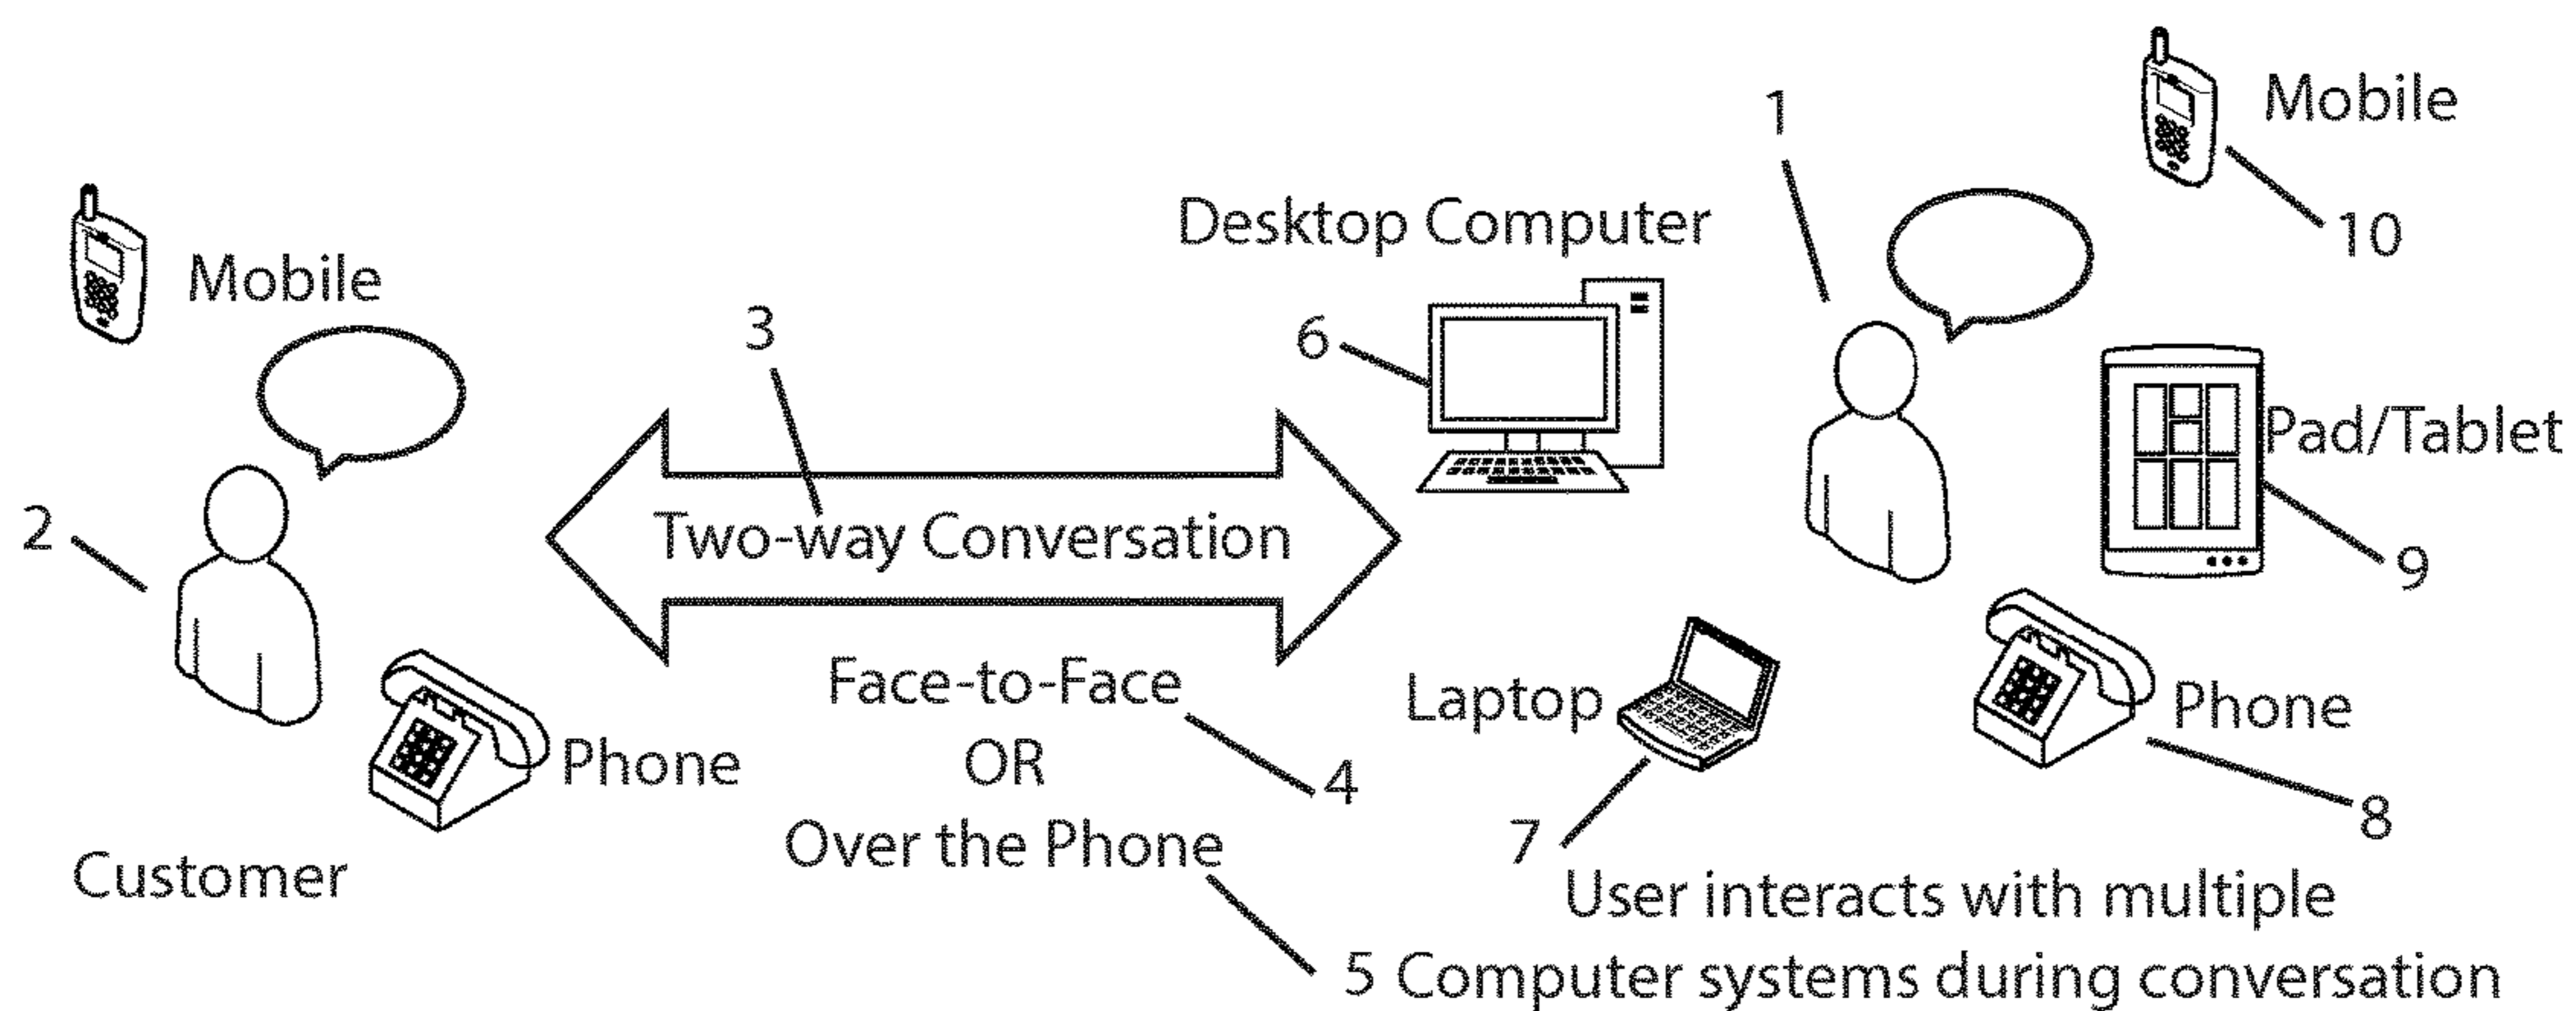 Mobile
10
1
Desktop Computer
Mobile
3
6
Pad/Tablet
2
Two-way Conversation
9
Face-to-Face
Laptop
Phone
OR
Phone
4
8
Over the Phone
7
Customer
User interacts with multiple
5 Computer systems during conversation